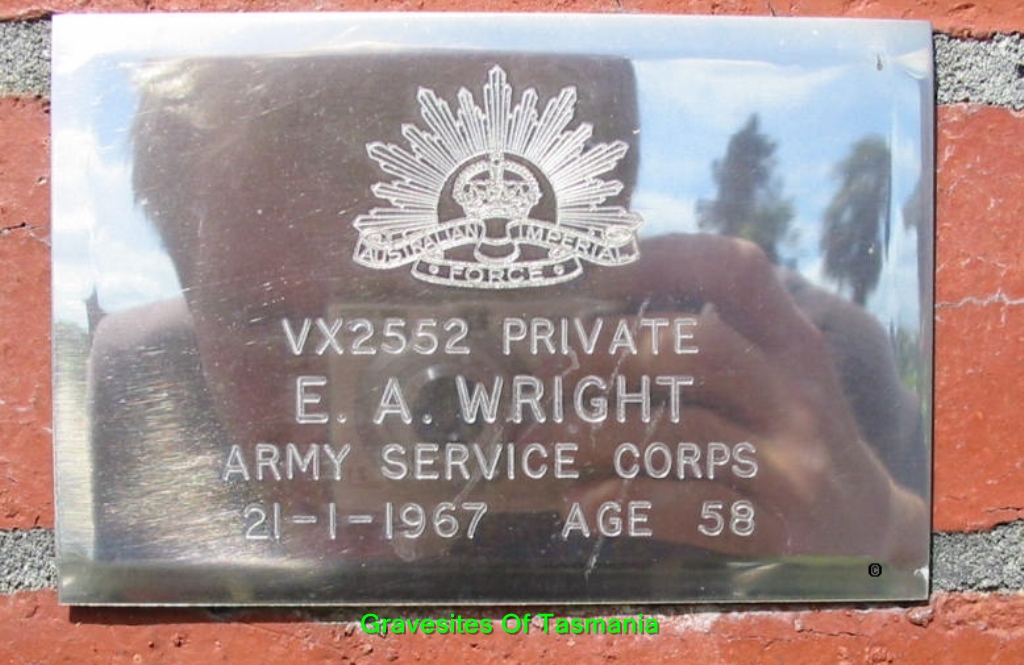 AUSTRALIAN IMPERIAL
FORCE
VX2552 PRIVATE
E. A. WRIGHT
ARMY SERVICE CORPS
21-1-1967 AGE 58
©
Gravesites Of Tasmania